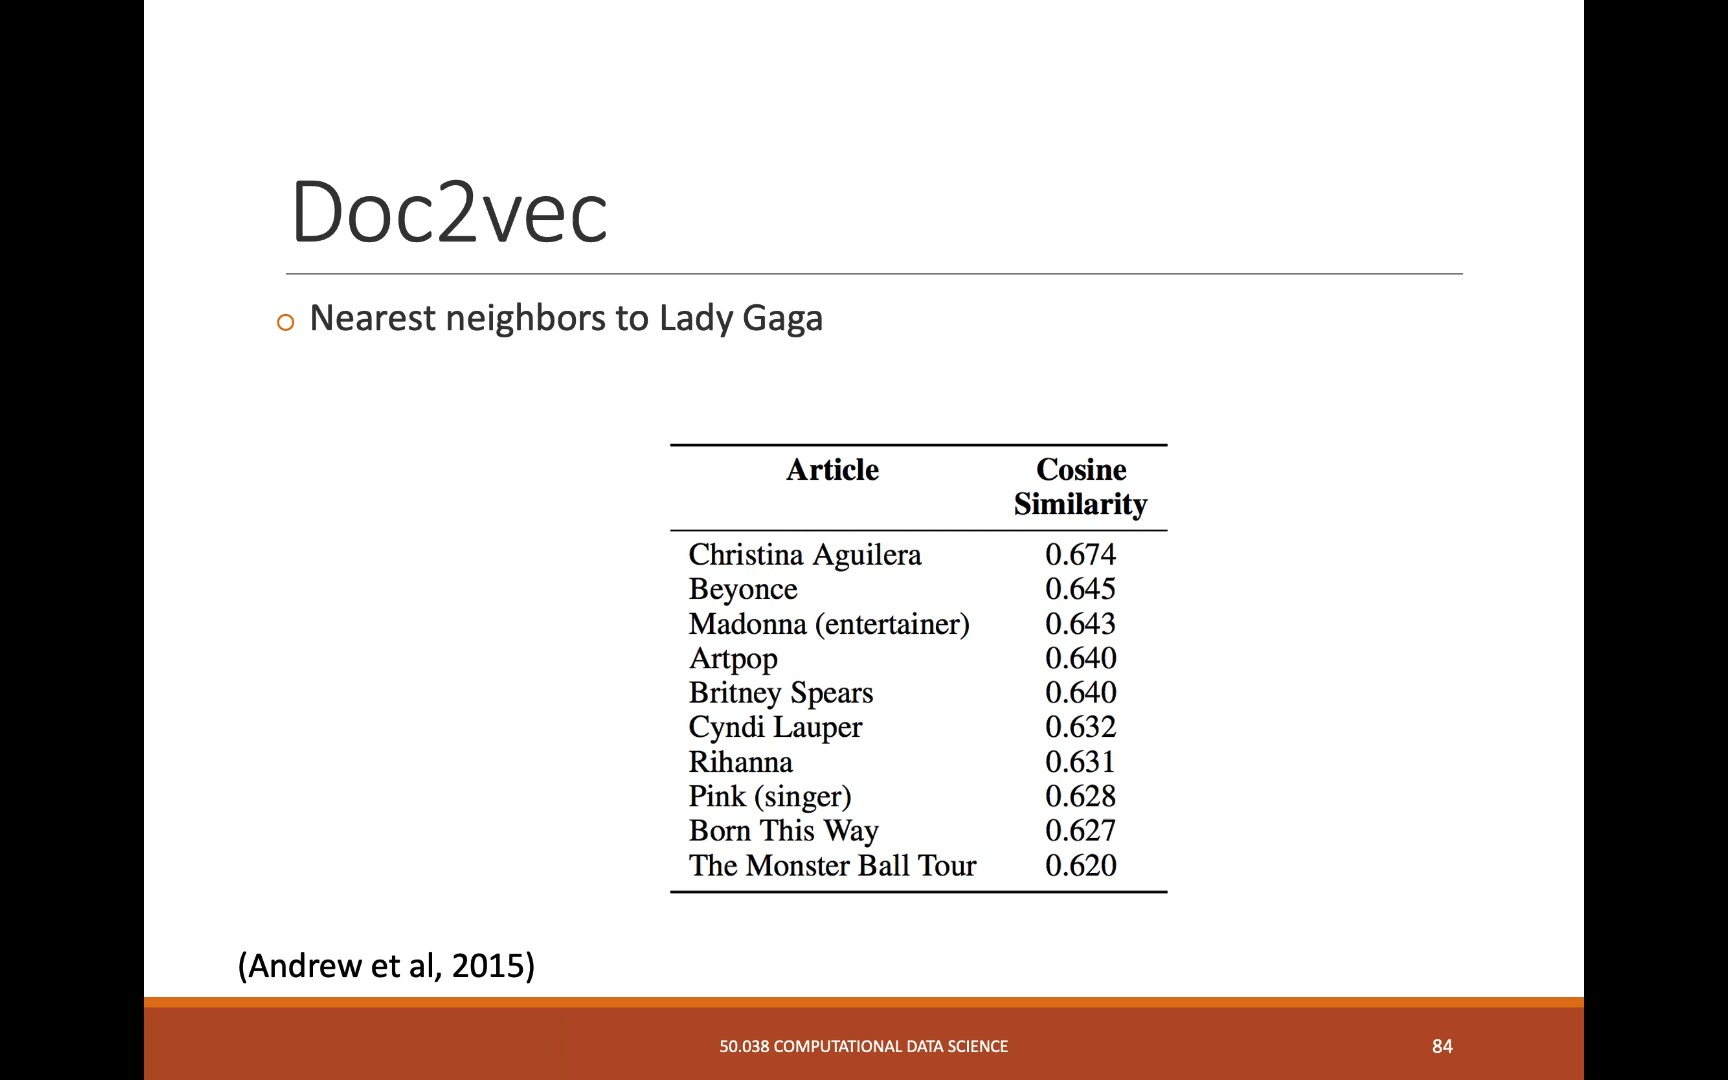 Doc2vec
Nearest neighbors to Lady Gaga
Article Cosine
Similarity
Christina Aguilera 0.674
Beyonce 0.645
Madonna (entertainer) 0.643
Artpop 0.640
Britney Spears 0.640
Cyndi Lauper 0.632
Rihanna 0.631
Pink (singer) 0.628
Born This Way 0.627
The Monster Ball Tour 0.620
(Andrew et al, 2015)
50.038 COMPUTATIONAL DATA SCIENCE 84